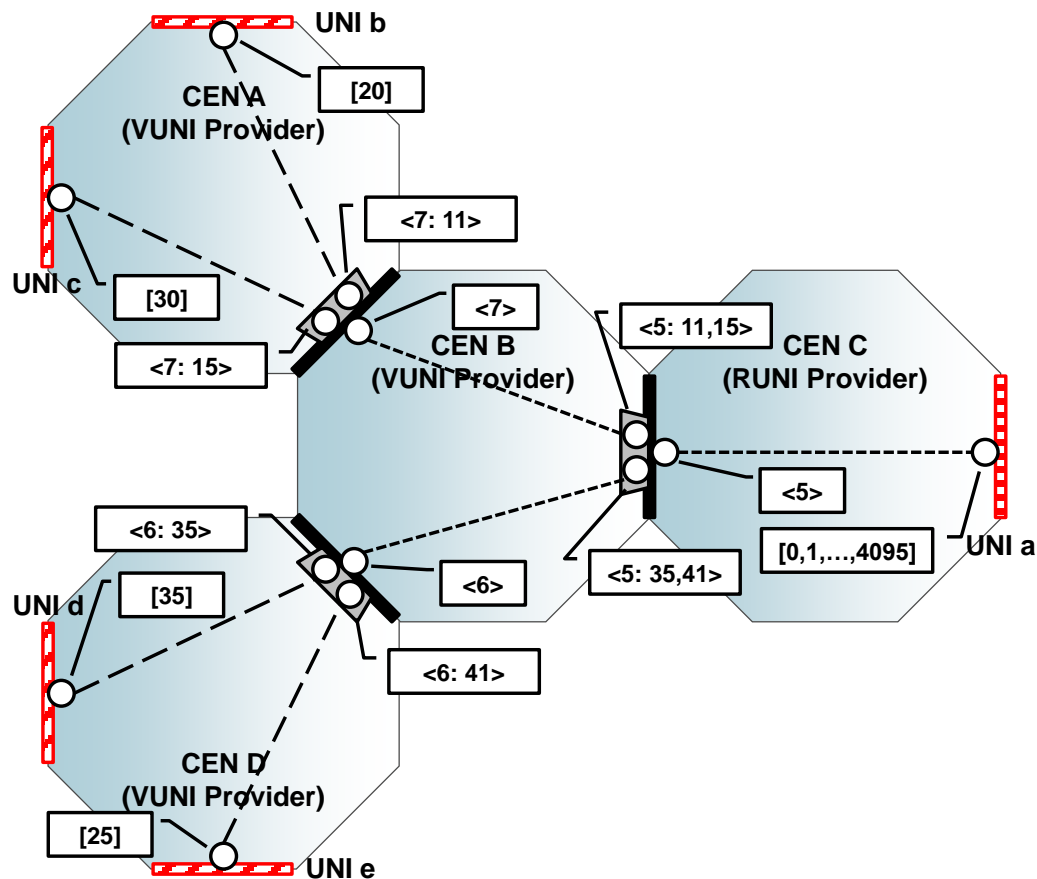 UNI b
[20]
CEN A
(VUNI Provider)
<7: 11>
UNI c
[30]
<7>
<5: 11,15>
<7: 15>
CEN B
(VUNI Provider)
CEN C
(RUNI Provider)
<5>
<6: 35>
[0,1,…,4095]
UNI a
<5: 35,41>
<6>
UNI d
[35]
<6: 41>
CEN D
(VUNI Provider)
[25]
UNI e